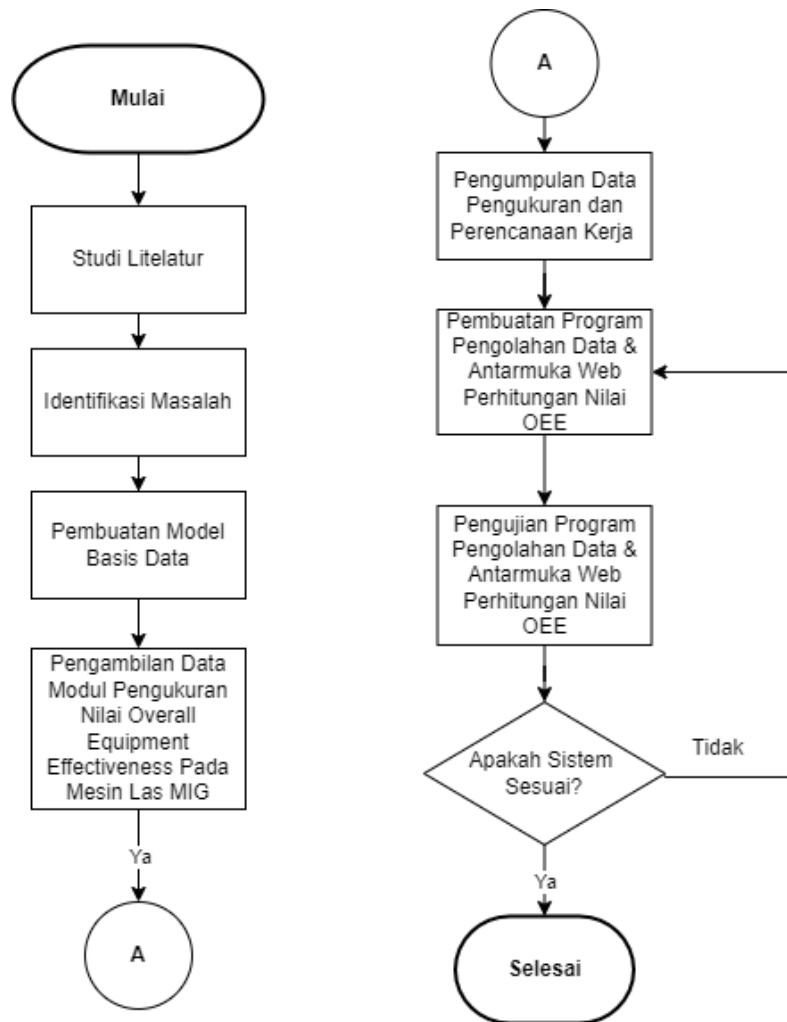 Mulai
Studi Litelatur
Identifikasi Masalah
Pembuatan Model
Basis Data
Pengambilan Data
Modul Pengukuran
Nilai Overall
Equipment
Effectiveness Pada
Mesin Las MIG
Ya
A
A
Pengumpulan Data
Pengukuran dan
Perencanaan Kerja
Pembuatan Program
Pengolahan Data &
Antarmuka Web
Perhitungan Nilai
OEE
Pengujian Program
Pengolahan Data &
Antarmuka Web
Perhitungan Nilai
OEE
Apakah Sistem
Sesuai?
Tidak
Ya
Selesai